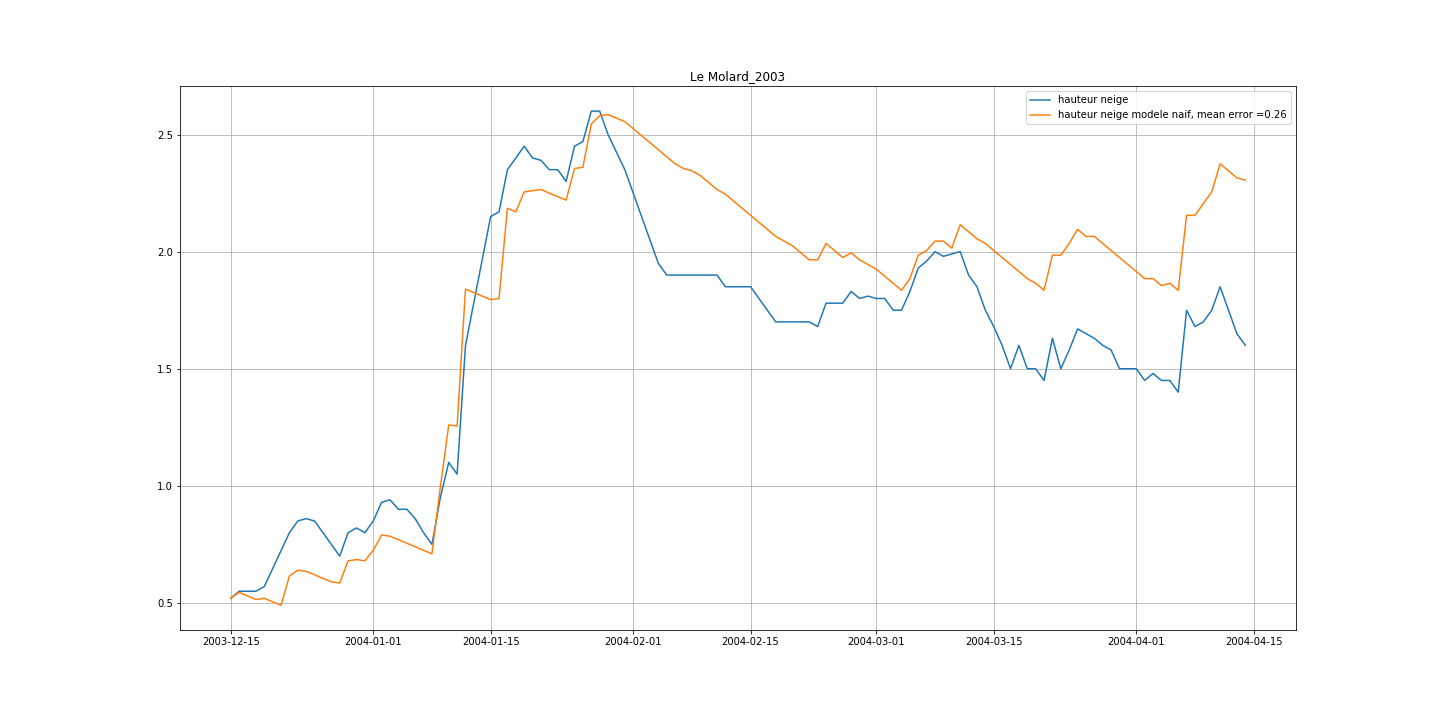 Le Molard_2003
hauteur neige
hauteur neige modele naif, mean error =0.26
2.5
2.0
1.5
1.0
0.5
2003-12-15 2004-01-01 2004-01-15 2004-02-01 2004-02-15 2004-03-01 2004-03-15 2004-04-01 2004-04-15